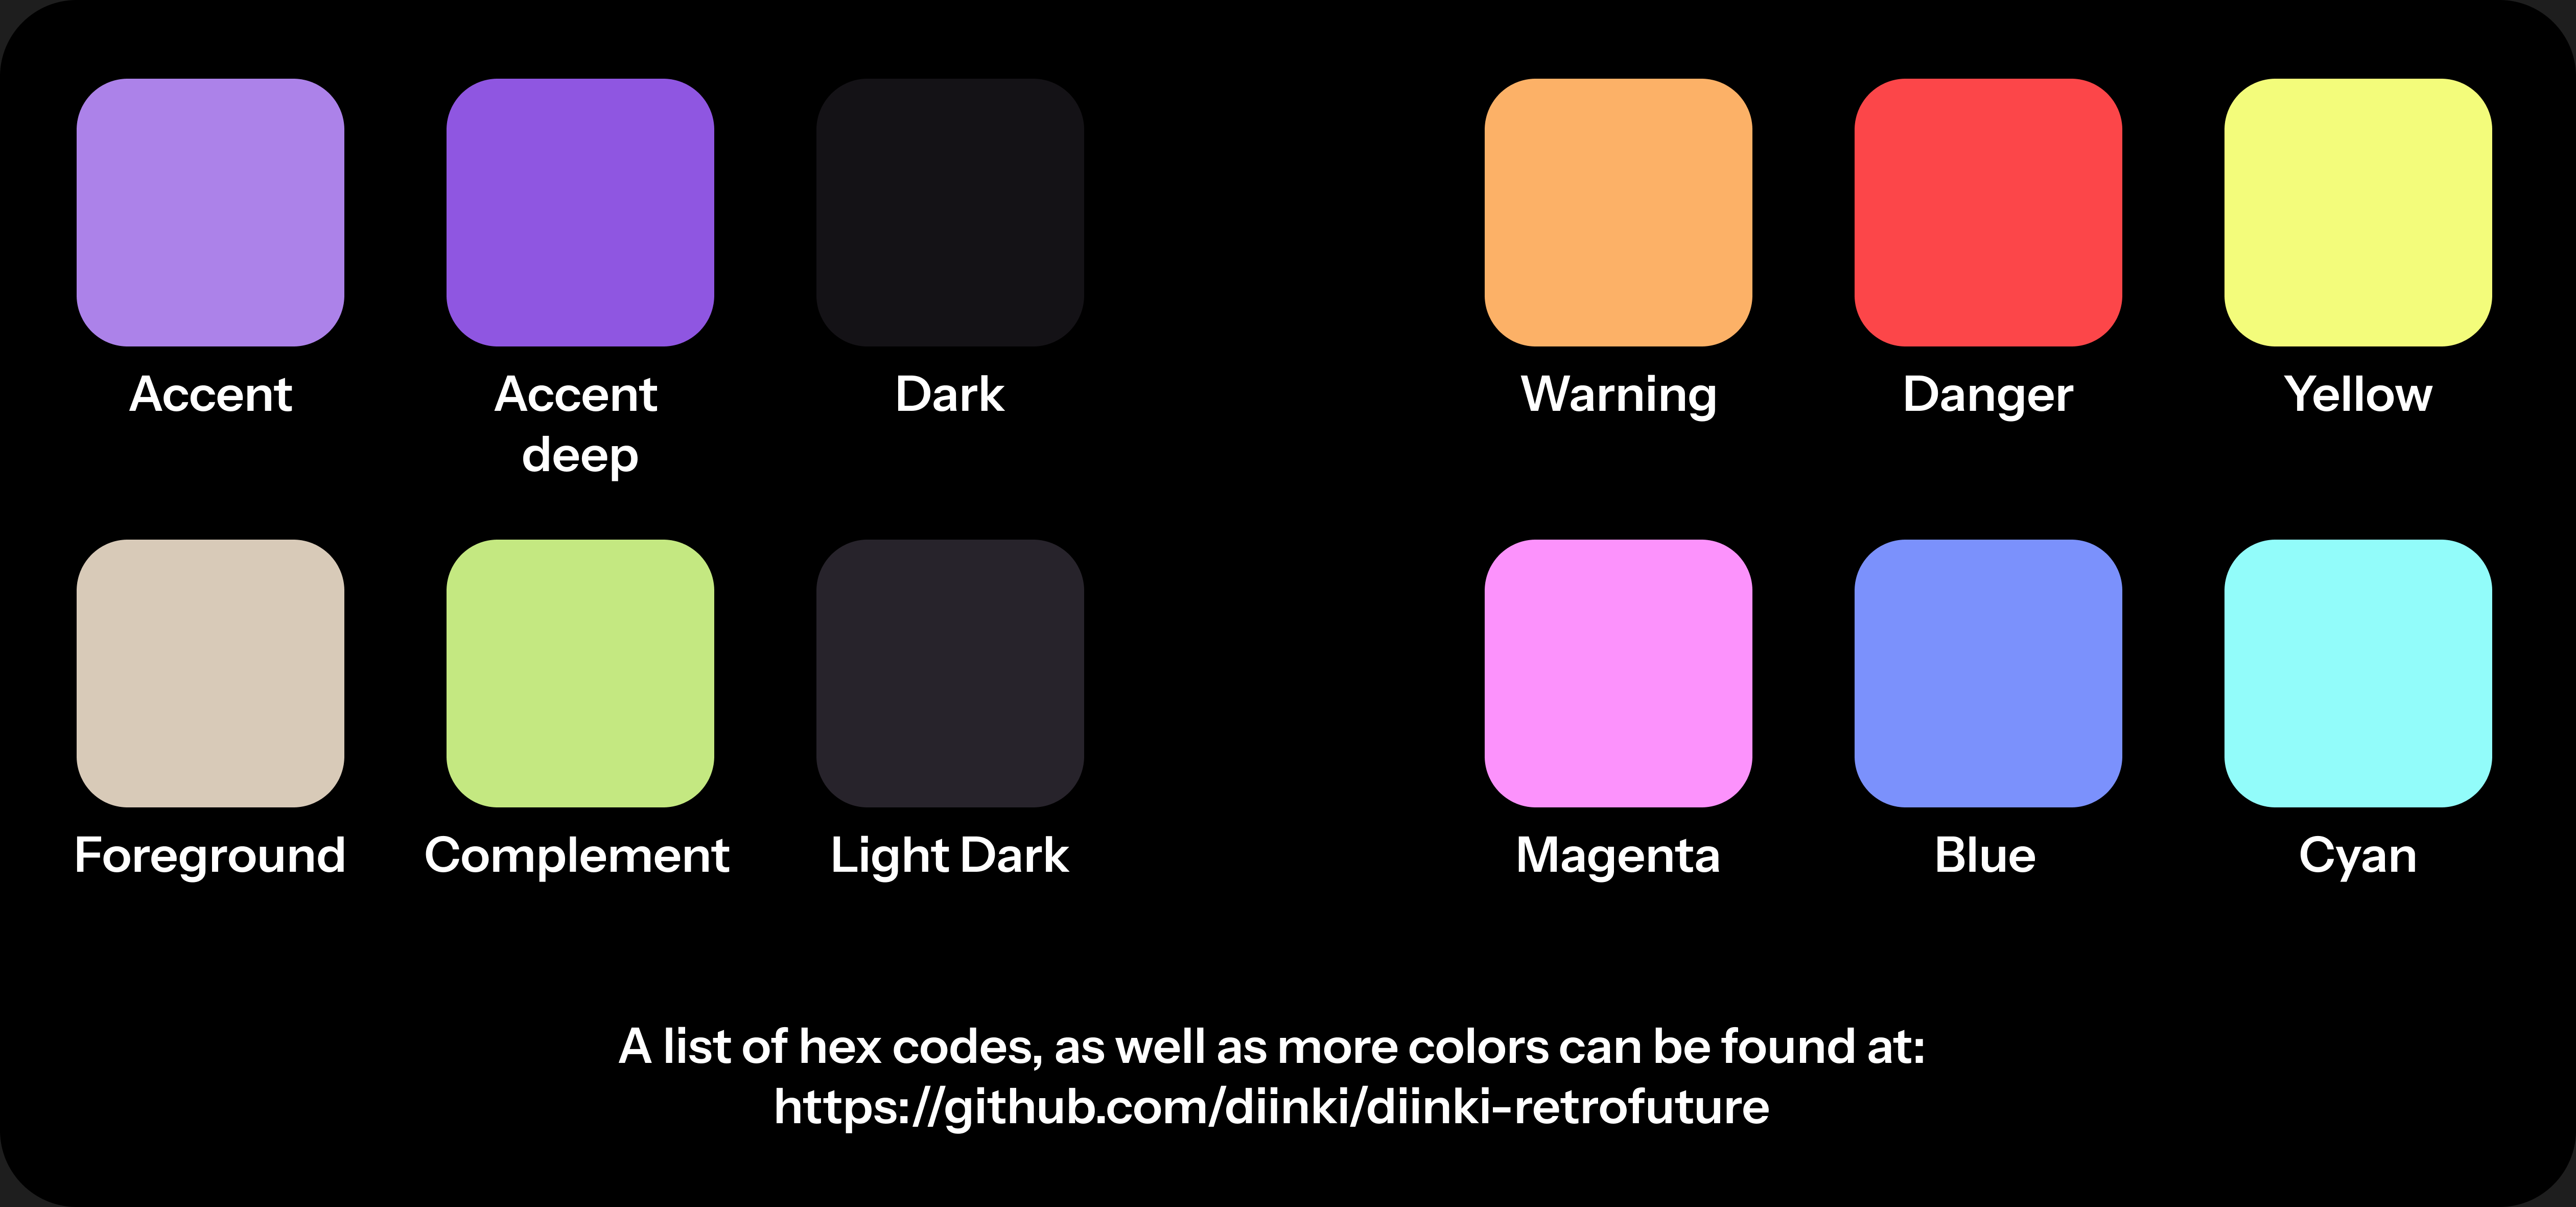 Accent
Accent
deep
Dark
Warning
Danger
Yellow
Foreground
Complement
Light Dark
Magenta
Blue
Cyan
A list of hex codes, as well as more colors can be found at:
https://github.com/diinki/diinki-retrofuture